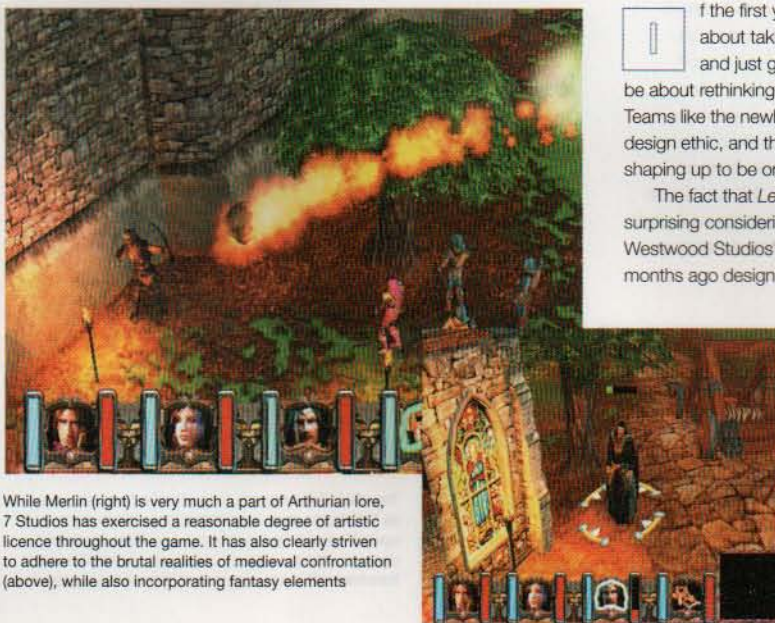 If the first
about tak
and just g
be about rethinking
Teams like the newl
design ethic, and th
shaping up to be
The fact that Le
surprising consideri
Westwood Studios
months ago design
While Merlin (right) is very much a part of Arthurian lore,
7 Studios has exercised a reasonable degree of artistic
licence throughout the game. It has also clearly striven
to adhere to the brutal realities of medieval confrontation
(above), while also incorporating fantasy elements